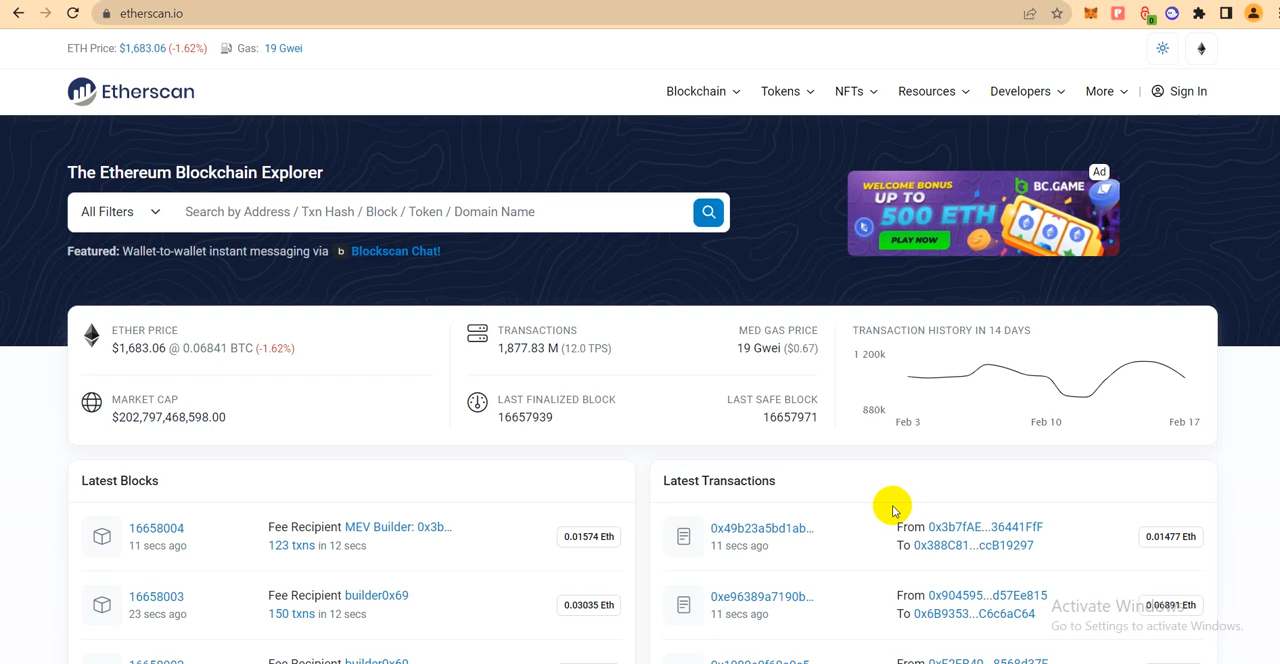 etherscan.io
0
ETH Price: $1,683.06 (-1.62%) Gas: 19 Gwei
Etherscan
Blockchain Tokens NFTs Resources Developers More Sign In
The Ethereum Blockchain Explorer
All Filters Search by Address / Txn Hash / Block / Token / Domain Name
Featured: Wallet-to-wallet instant messaging via b Blockscan Chat!
Ad
WELCOME BONUS
UP TO
500 ETH
PLAY NOW
BC.GAME
ETHER PRICE
$1,683.06 @ 0.06841 BTC (-1.62%)
MARKET CAP
$202,797,468,598.00
TRANSACTIONS
1,877.83 M (12.0 TPS)
MED GAS PRICE
19 Gwei ($0.67)
LAST FINALIZED BLOCK
16657939
LAST SAFE BLOCK
16657971
TRANSACTION HISTORY IN 14 DAYS
1 200k
880k
Feb 3 Feb 10 Feb 17
Latest Blocks
16658004
11 secs ago
Fee Recipient MEV Builder: 0x3b...
123 txns in 12 secs
0.01574 Eth
16658003
23 secs ago
Fee Recipient builder0x69
150 txns in 12 secs
0.03035 Eth
Latest Transactions
0x49b23a5bd1ab...
11 secs ago
From 0x3b7fAE...36441FfF
To 0x388C81...ccB19297
0.01477 Eth
0xe96389a7190b...
11 secs ago
From 0x904595...d57Ee815
To 0x6B9353...C6c6aC64
0.06891 Eth
Activate Windows
Go to Settings to activate Windows.